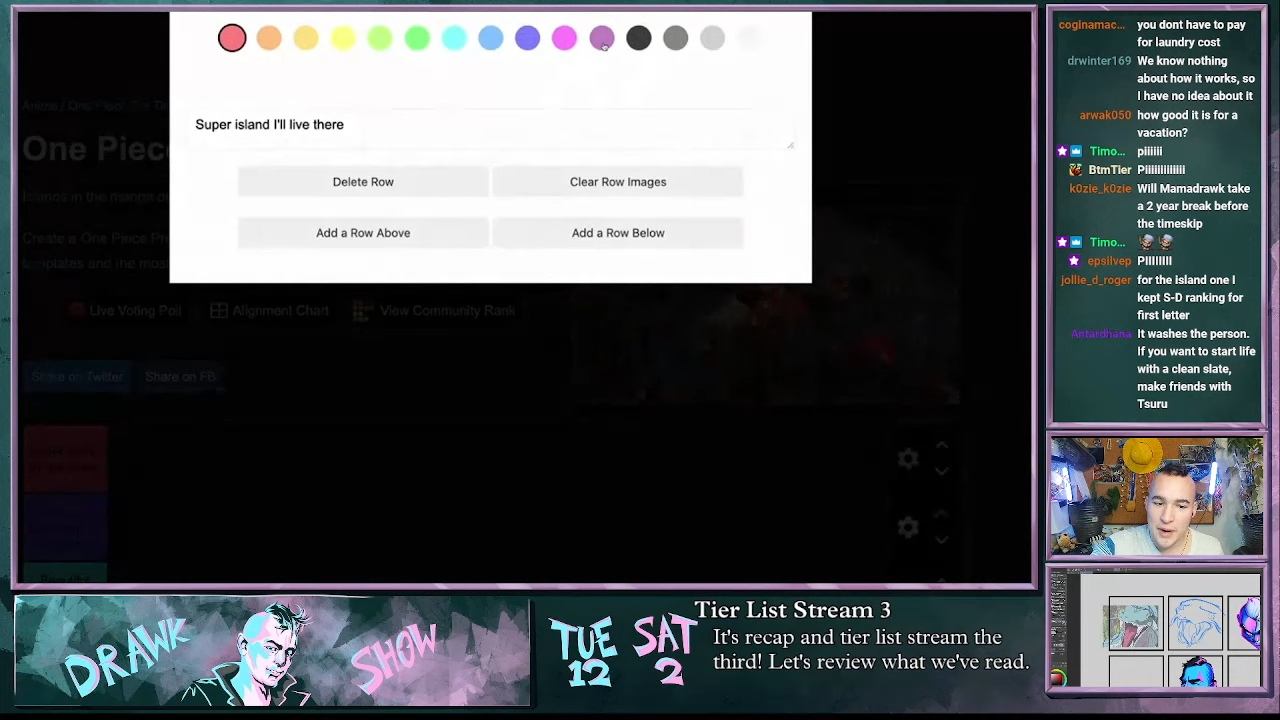 Super island I'll live there
Delete Row
Clear Row Images
Add a Row Above
Add a Row Below
One Piece
Live Voting Poll
Alignment Chart
View Community Rank
Share on Twitter
Share on FB
coginamac... you dont have to pay
for laundry cost
drwinter169 We know nothing
about how it works, so
I have no idea about it
arwak050 how good it is for a
vacation?
Timo... piiiiii
BtmTier Piiiiiiiiiiiii
k0zie_k0zie Will Mamadrawk take
a 2 year break before
the timeskip
Timo...
epsilvep PIIIIIIII
jollie_d_roger for the island one I
kept S-D ranking for
first letter
Antardhana It washes the person.
If you want to start life
with a clean slate,
make friends with
Tsuru
DRAWK SHOW
TUE 12
SAT 2
Tier List Stream 3
It's recap and tier list stream the
third! Let's review what we've read.